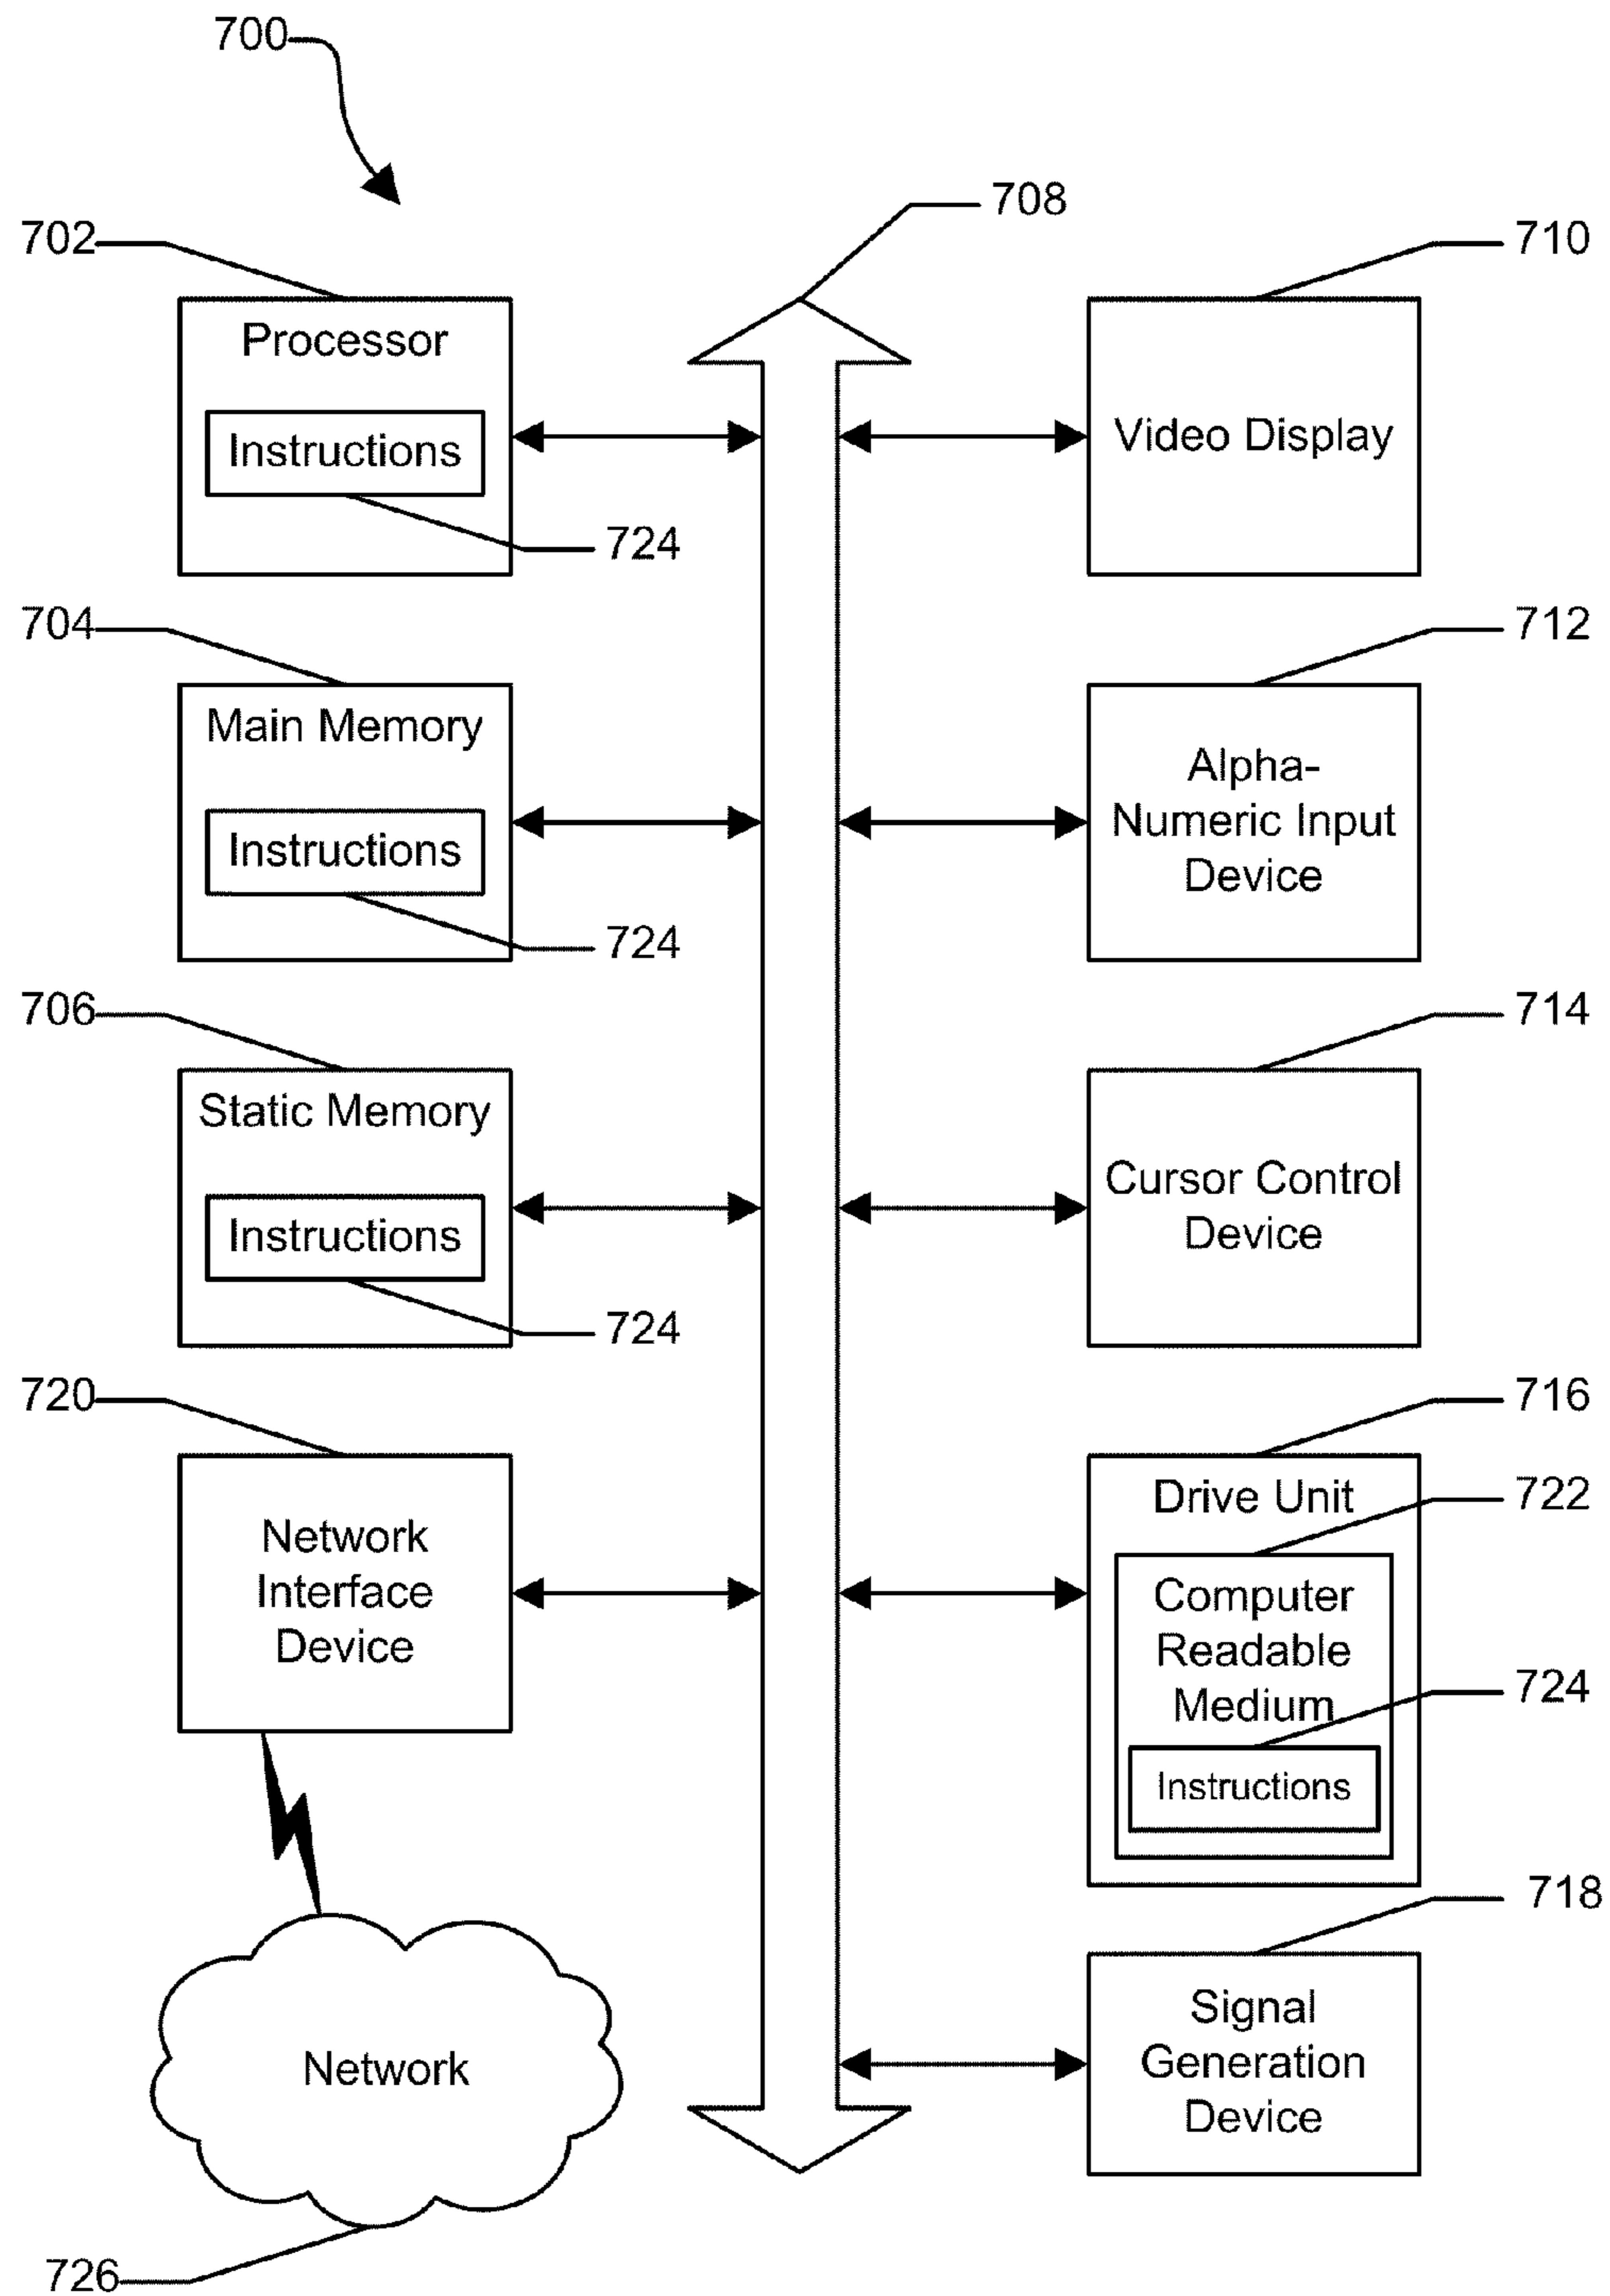 700
708
702
710
Processor
Instructions
724
Video Display
704
712
Main Memory
Instructions
724
Alpha-
Numeric Input
Device
706
714
Static Memory
Instructions
724
Cursor Control
Device
720
716
Network
Interface
Device
Drive Unit
722
Computer
Readable
Medium
724
Instructions
718
Signal
Generation
Device
Network
726